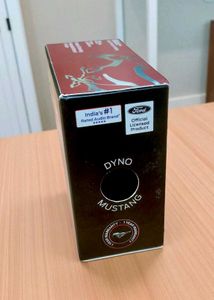 India's #1
Rated Audio Brand
Ford
Official
Licensed
Product
DYNO
MUSTANG